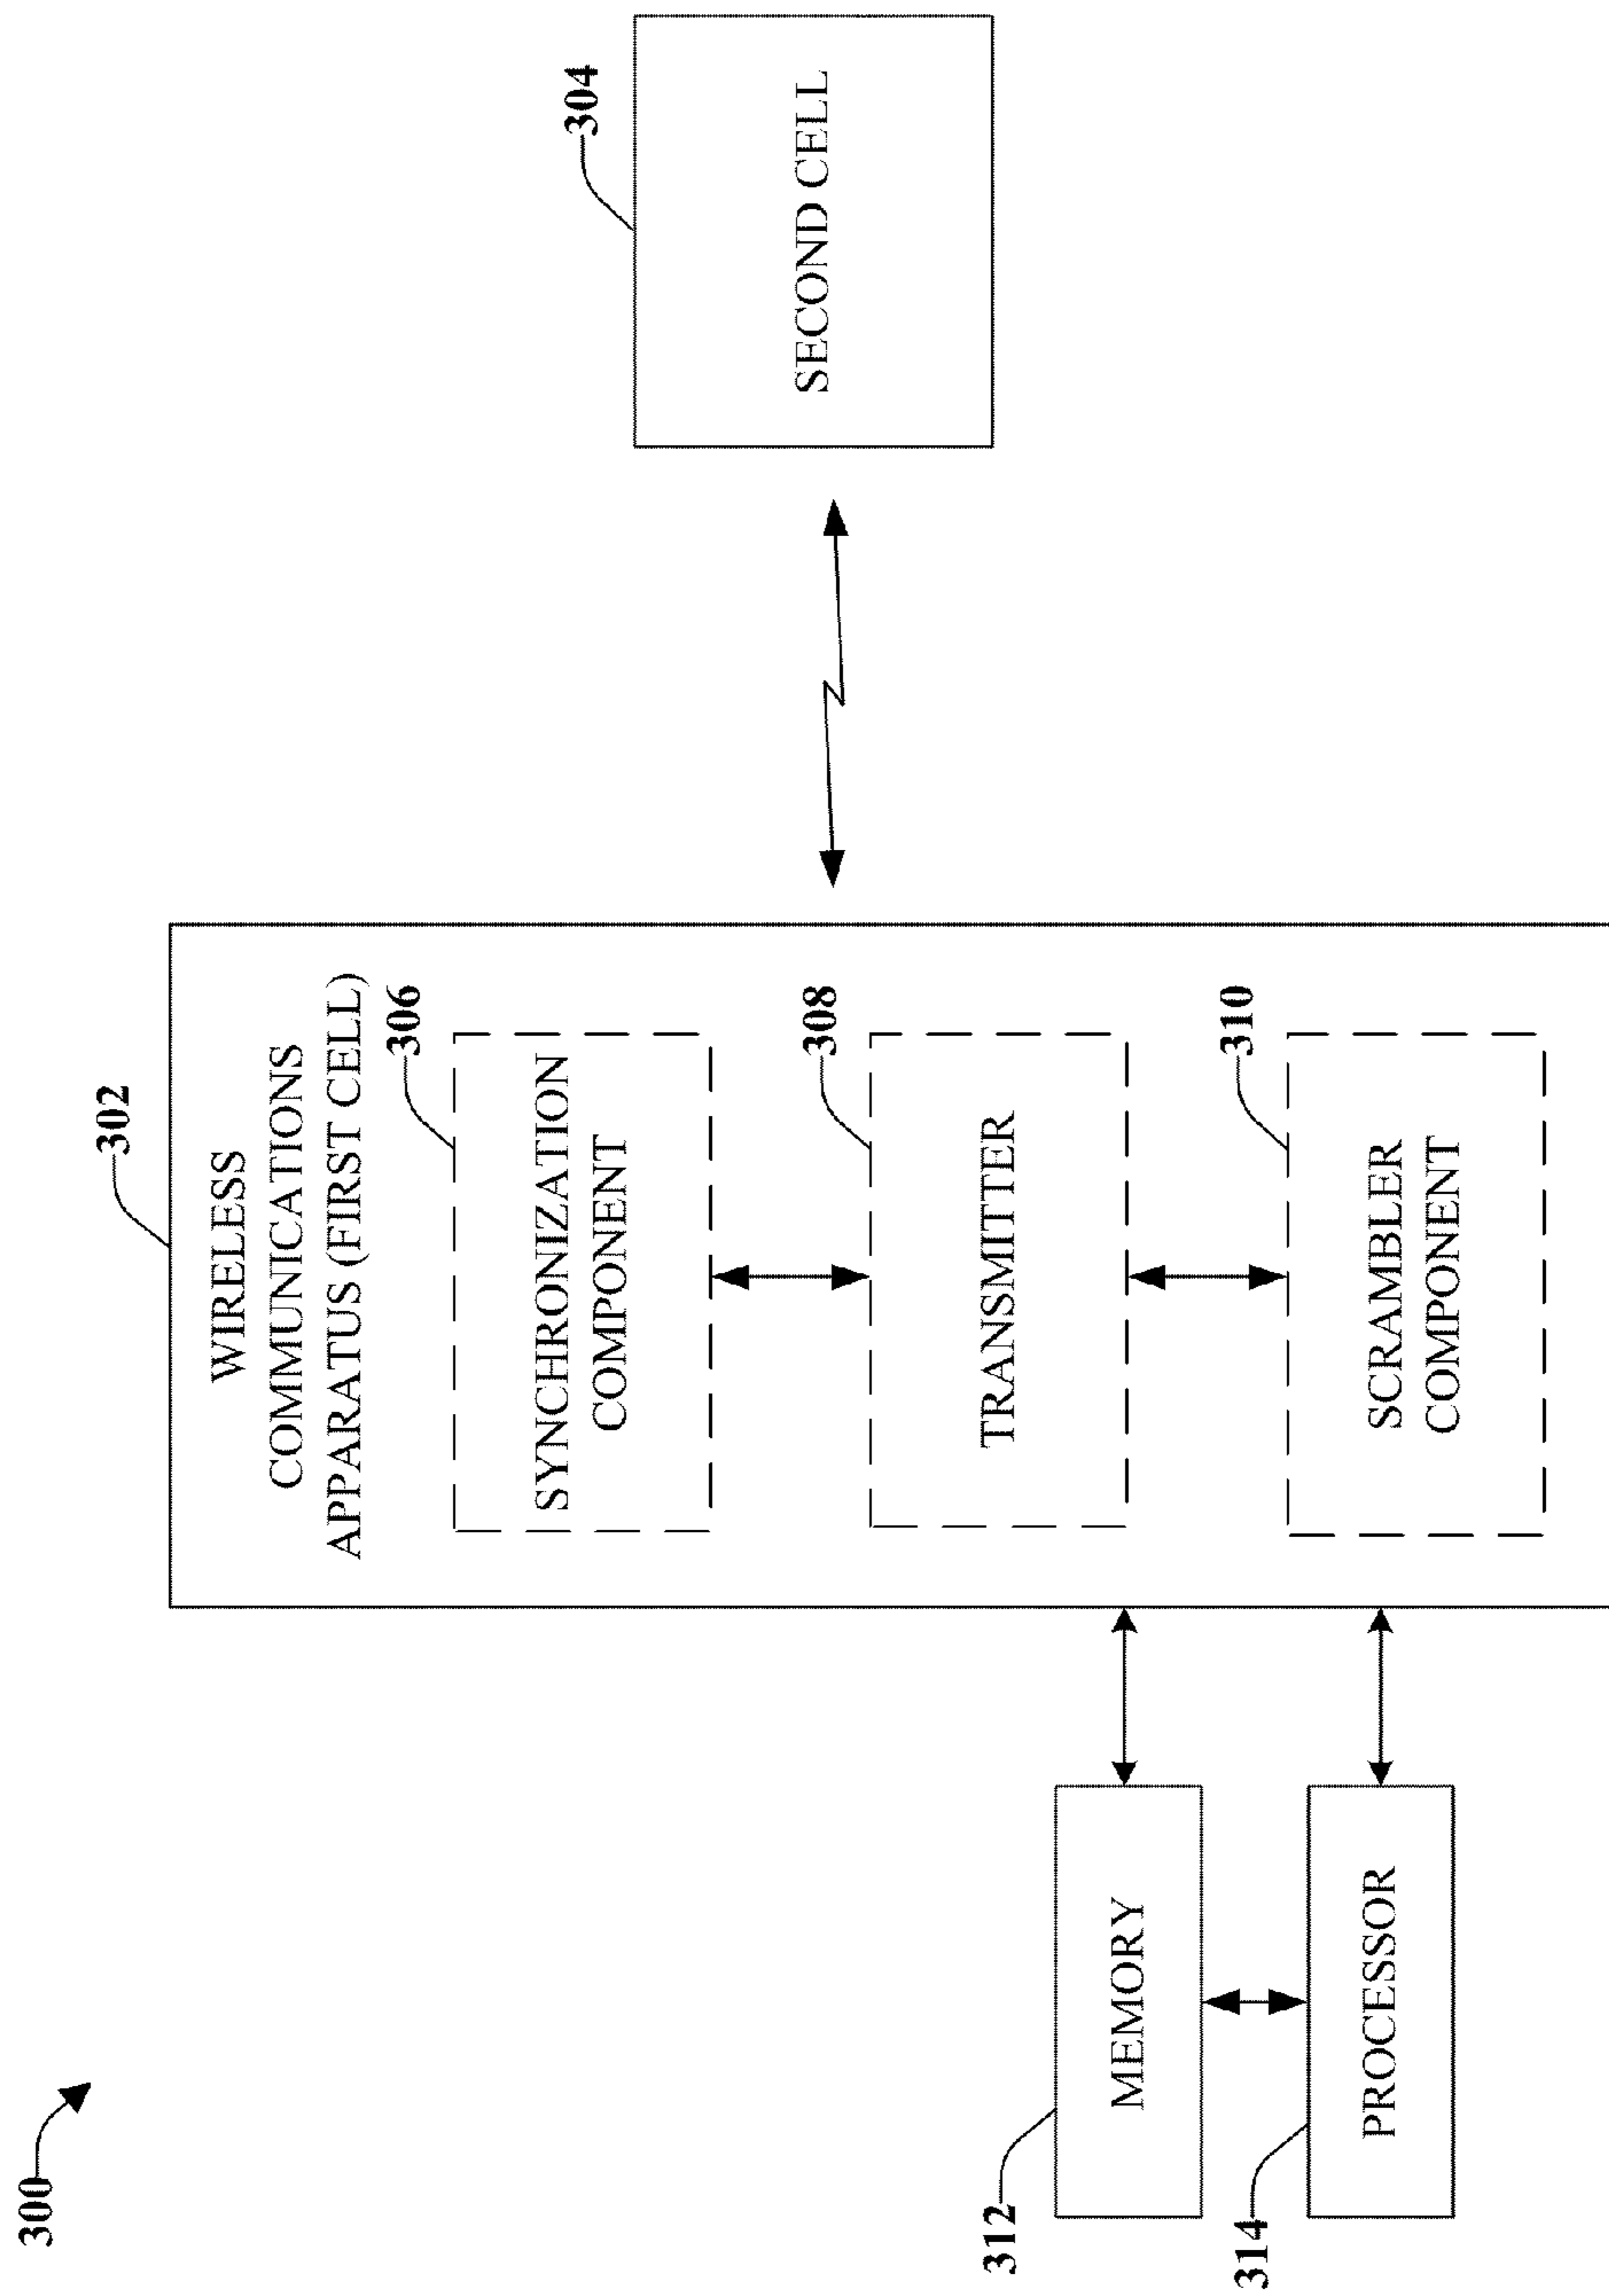 300
302
WIRELESS
COMMUNICATIONS
APPARATUS (FIRST CELL)
306
SYNCHRONIZATION
COMPONENT
308
TRANSMITTER
310
SCRAMBLER
COMPONENT
304
SECOND CELL
312
MEMORY
314
PROCESSOR